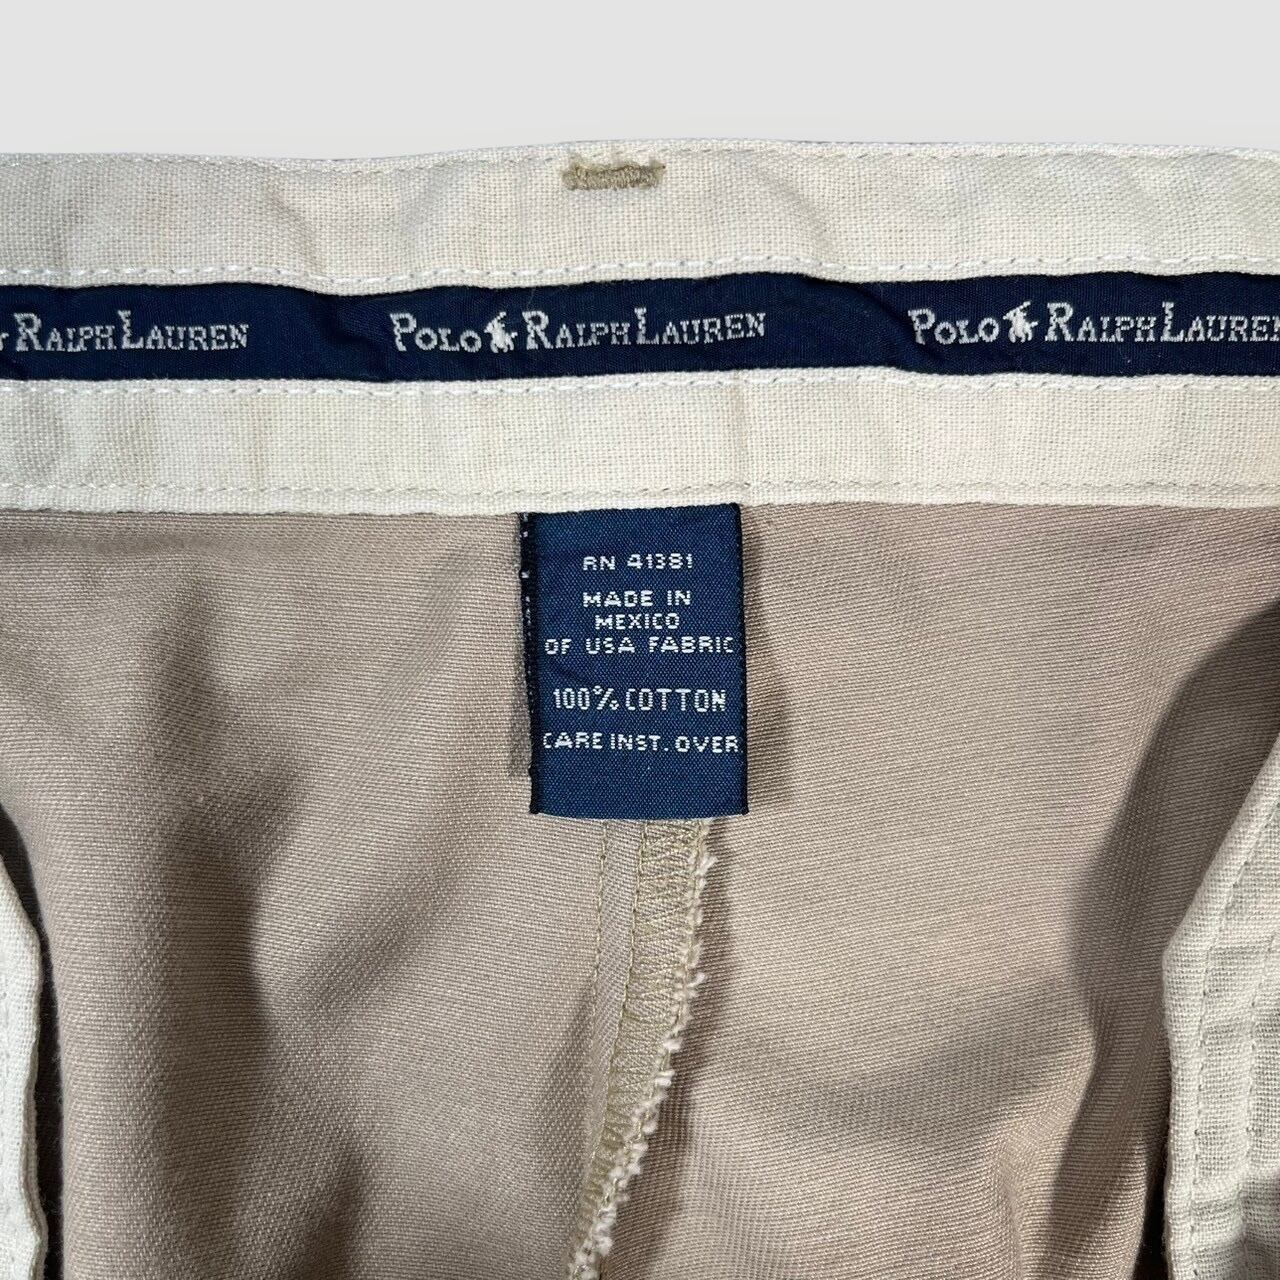 RALPH LAUREN POLO RALPH LAUREN POLO RALPH LAUREN
RN 41381
MADE IN
MEXICO
OF USA FABRIC
100% COTTON
CARE INST. OVER